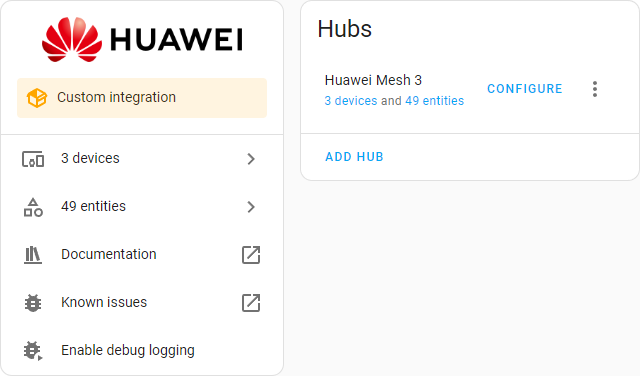 HUAWEI
Custom integration
3 devices
49 entities
Documentation
Known issues
Enable debug logging
Hubs
Huawei Mesh 3
3 devices and 49 entities
CONFIGURE
ADD HUB